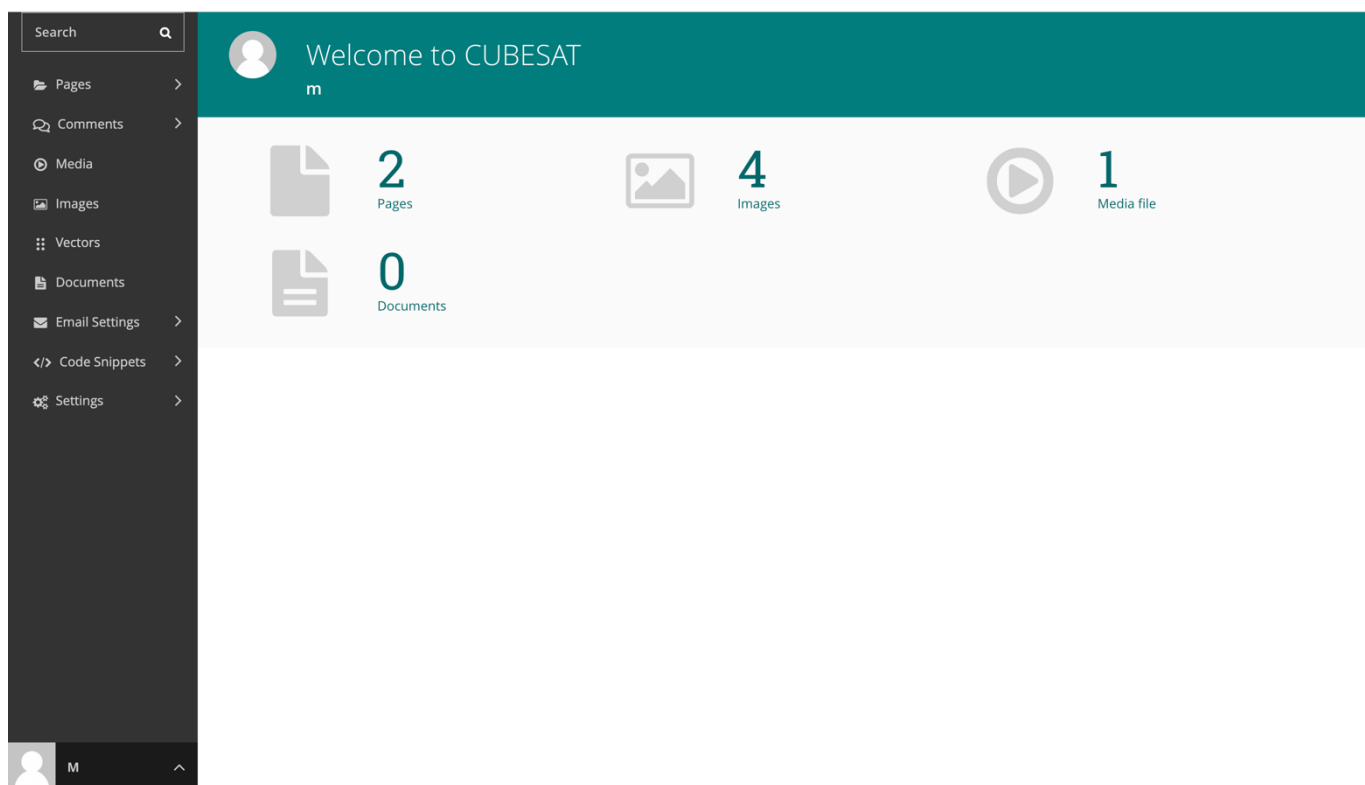 Search
Pages
Comments
Media
Images
Vectors
Documents
Email Settings
Code Snippets
Settings
M
Welcome to CUBESAT
m
2
Pages
4
Images
1
Media file
0
Documents